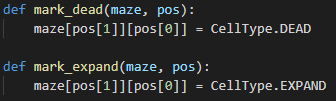 def mark_dead(maze, pos):
    maze[pos[1]][pos[0]] = CellType.DEAD
def mark_expand(maze, pos):
    maze[pos[1]][pos[0]] = CellType.EXPAND